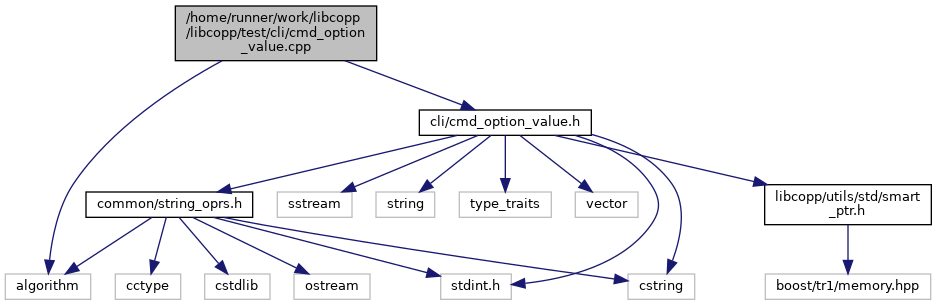 /home/runner/work/libcopp
/libcopp/test/cli/cmd_option
_value.cpp
cli/cmd_option_value.h
common/string_oprs.h
sstream
string
type_traits
vector
libcopp/utils/std/smart
_ptr.h
algorithm
cctype
cstdlib
ostream
stdint.h
cstring
boost/tr1/memory.hpp